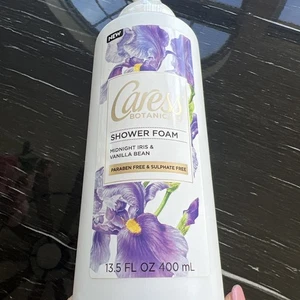 NEW
Caress
BOTANICALS
SHOWER FOAM
MIDNIGHT IRIS &
VANILLA BEAN
PARABEN FREE & SULPHATE FREE
13.5 FL OZ 400 mL